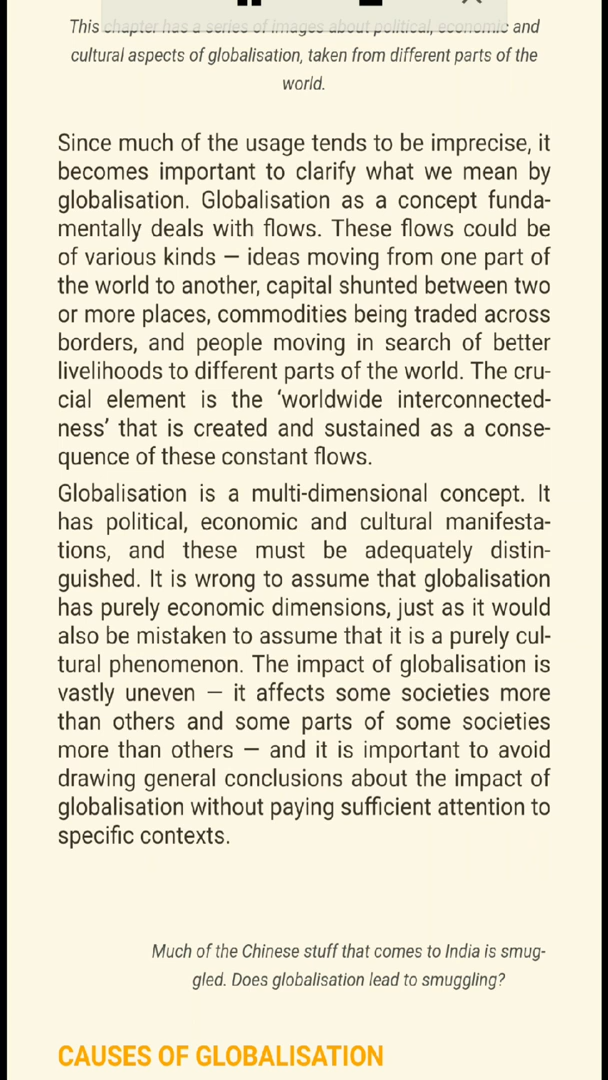 This chapter has a series of images about political, economic and
cultural aspects of globalisation, taken from different parts of the
world.
Since much of the usage tends to be imprecise, it
becomes important to clarify what we mean by
globalisation. Globalisation as a concept funda-
mentally deals with flows. These flows could be
of various kinds — ideas moving from one part of
the world to another, capital shunted between two
or more places, commodities being traded across
borders, and people moving in search of better
livelihoods to different parts of the world. The cru-
cial element is the ‘worldwide interconnected-
ness’ that is created and sustained as a conse-
quence of these constant flows.
Globalisation is a multi-dimensional concept. It
has political, economic and cultural manifesta-
tions, and these must be adequately distin-
guished. It is wrong to assume that globalisation
has purely economic dimensions, just as it would
also be mistaken to assume that it is a purely cul-
tural phenomenon. The impact of globalisation is
vastly uneven — it affects some societies more
than others and some parts of some societies
more than others — and it is important to avoid
drawing general conclusions about the impact of
globalisation without paying sufficient attention to
specific contexts.
Much of the Chinese stuff that comes to India is smug-
gled. Does globalisation lead to smuggling?
CAUSES OF GLOBALISATION